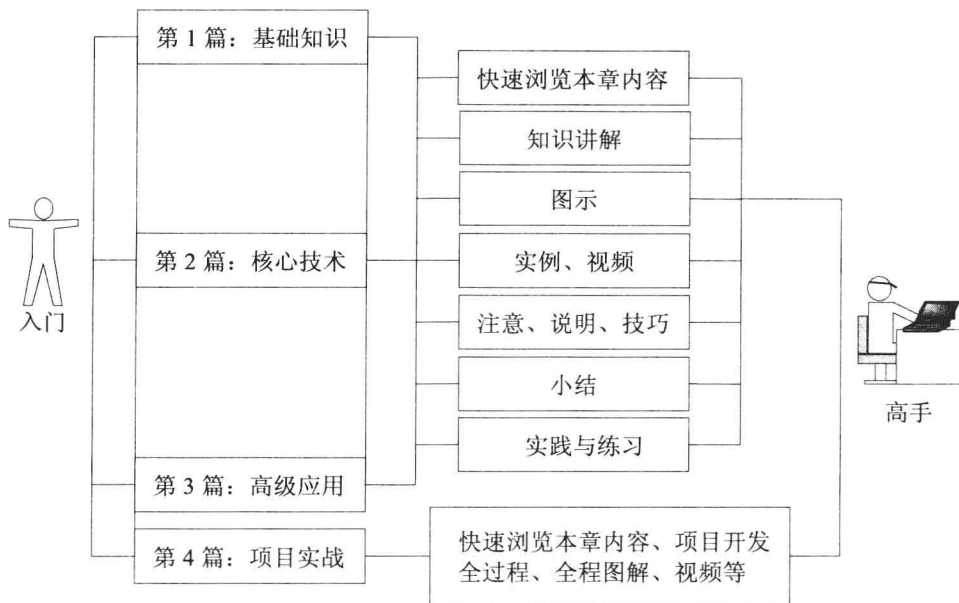 第1篇：基础知识
快速浏览本章内容
知识讲解
图示
第2篇：核心技术
实例、视频
入门
注意、说明、技巧
小结
高手
实践与练习
第3篇：高级应用
第4篇：项目实战
快速浏览本章内容、项目开发
全过程、全程图解、视频等